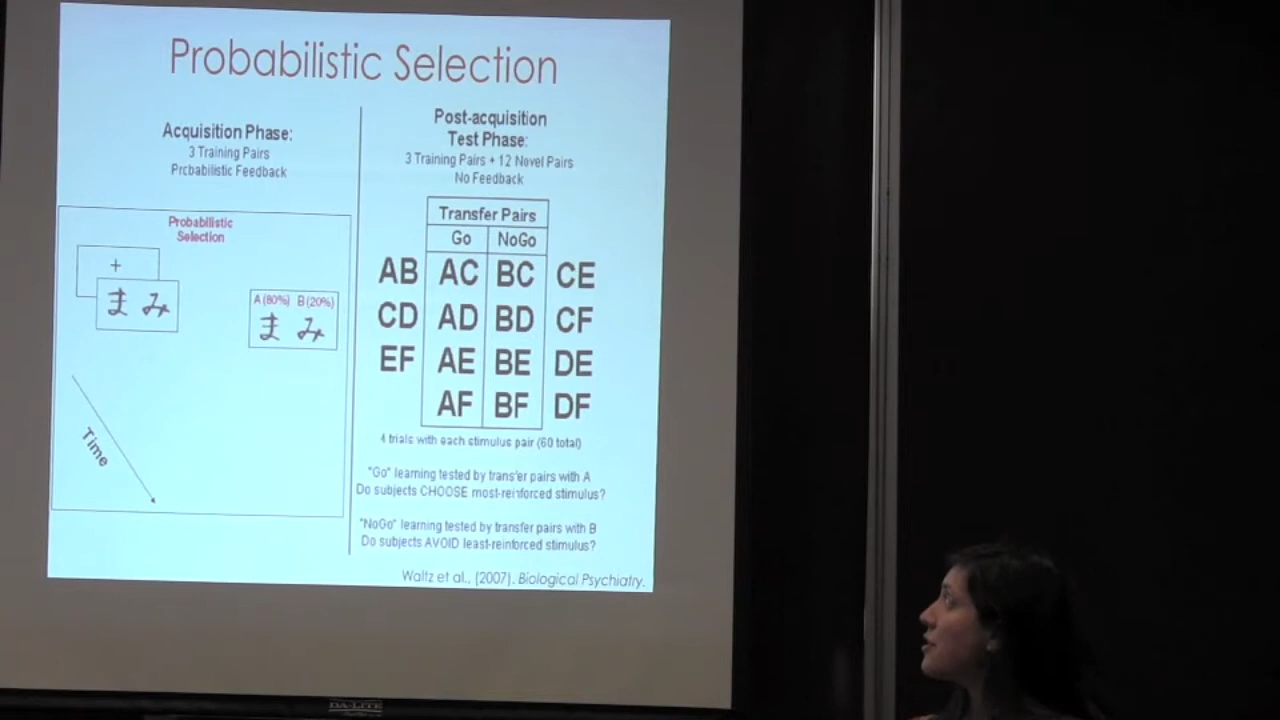 Probabilistic Selection
Acquisition Phase:
3 Training Pairs
Probabilistic Feedback
Probabilistic
Selection
+
ま み
A (80%) B (20%)
ま み
Time
Post-acquisition
Test Phase:
3 Training Pairs + 12 Novel Pairs
No Feedback
Transfer Pairs
Go NoGo
AB AC BC CE
CD AD BD CF
EF AE BE DE
AF BF DF
4 trials with each stimulus pair (60 total)
"Go" learning tested by transfer pairs with A
Do subjects CHOOSE most-reinforced stimulus?
"NoGo" learning tested by transfer pairs with B
Do subjects AVOID least-reinforced stimulus?
Waltz et al., (2007). Biological Psychiatry.
DA-LITE